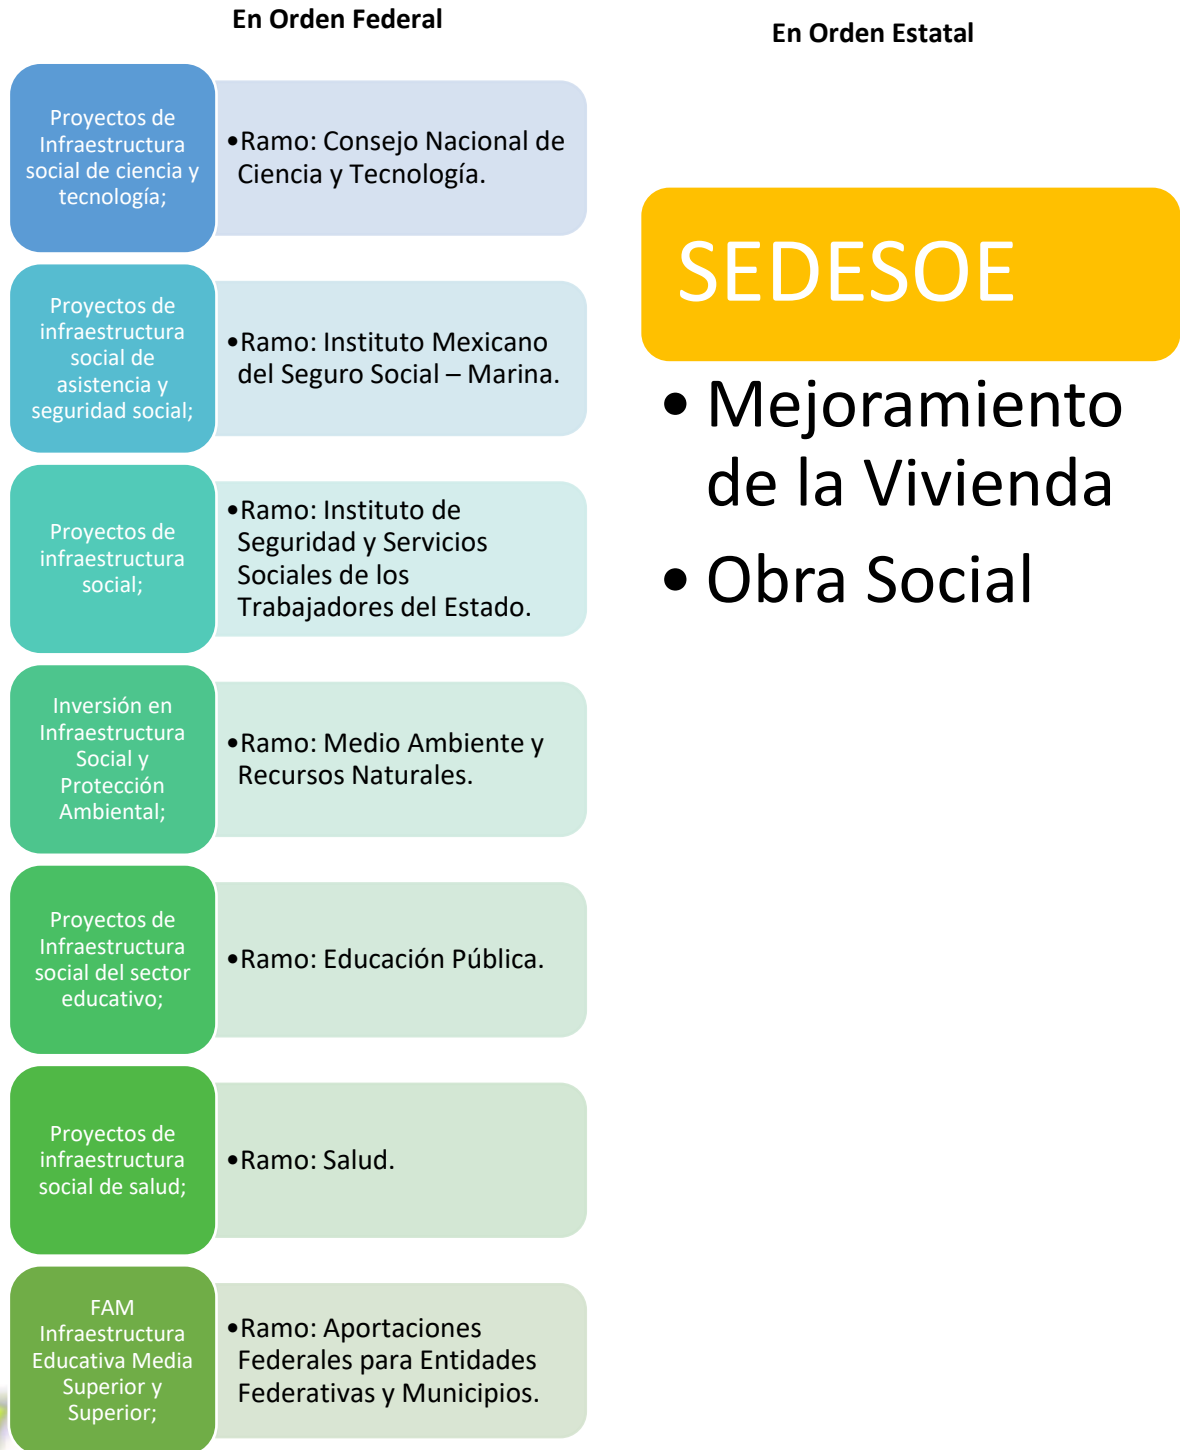 En Orden Federal
Proyectos de
Infraestructura
social de ciencia y
tecnología;
•Ramo: Consejo Nacional de
Ciencia y Tecnología.
Proyectos de
infraestructura
social de
asistencia y
seguridad social;
•Ramo: Instituto Mexicano
del Seguro Social – Marina.
Proyectos de
infraestructura
social;
•Ramo: Instituto de
Seguridad y Servicios
Sociales de los
Trabajadores del Estado.
Inversión en
Infraestructura
Social y
Protección
Ambiental;
•Ramo: Medio Ambiente y
Recursos Naturales.
Proyectos de
Infraestructura
social del sector
educativo;
•Ramo: Educación Pública.
Proyectos de
infraestructura
social de salud;
•Ramo: Salud.
FAM
Infraestructura
Educativa Media
Superior y
Superior;
•Ramo: Aportaciones
Federales para Entidades
Federativas y Municipios.
En Orden Estatal
SEDESOE
• Mejoramiento
de la Vivienda
• Obra Social